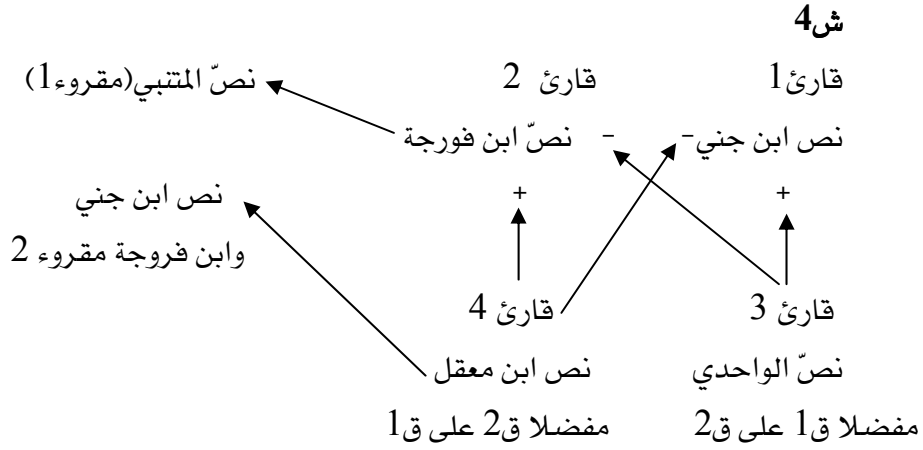 ش4
قارئ1 قارئ 2 نصّ المتنبي(مقروء1)
نص ابن جني- - نصّ ابن فورجة
+ + نص ابن جني
وابن فروجة مقروء 2
قارئ 3 قارئ 4
نصّ الواحدي نص ابن معقل
مفضلا ق1 على ق2 مفضلا ق2 على ق1